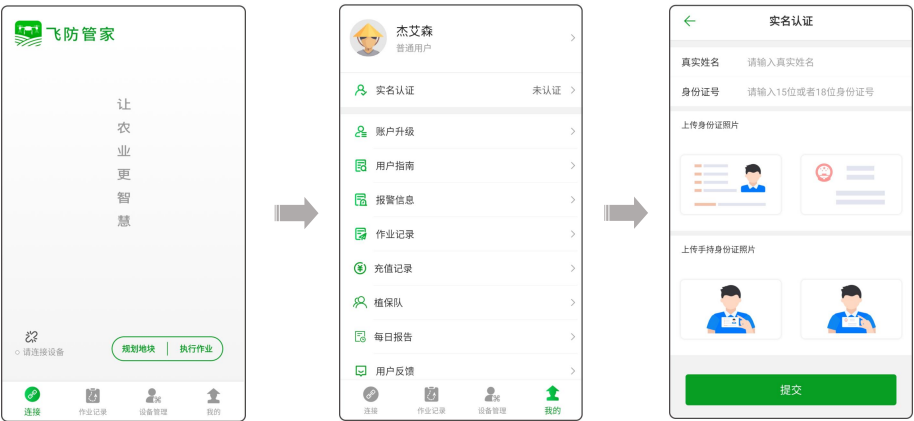 飞防管家
让
农
业
更
智
慧
请连接设备
规划地块
执行作业
连接
作业记录
设备管理
我的
杰艾森
普通用户
实名认证
未认证
账户升级
用户指南
报警信息
作业记录
充值记录
植保队
每日报告
用户反馈
连接
作业记录
设备管理
我的
实名认证
真实姓名 请输入真实姓名
身份证号 请输入15位或者18位身份证号
上传身份证照片
上传手持身份证照片
提交